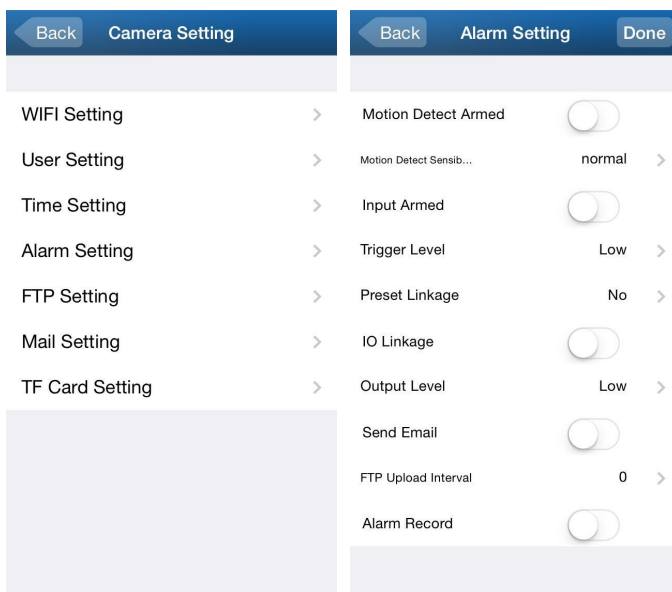 Back Camera Setting
WIFI Setting
User Setting
Time Setting
Alarm Setting
FTP Setting
Mail Setting
TF Card Setting
Back Alarm Setting Done
Motion Detect Armed
Motion Detect Sensib... normal
Input Armed
Trigger Level Low
Preset Linkage No
IO Linkage
Output Level Low
Send Email
FTP Upload Interval 0
Alarm Record